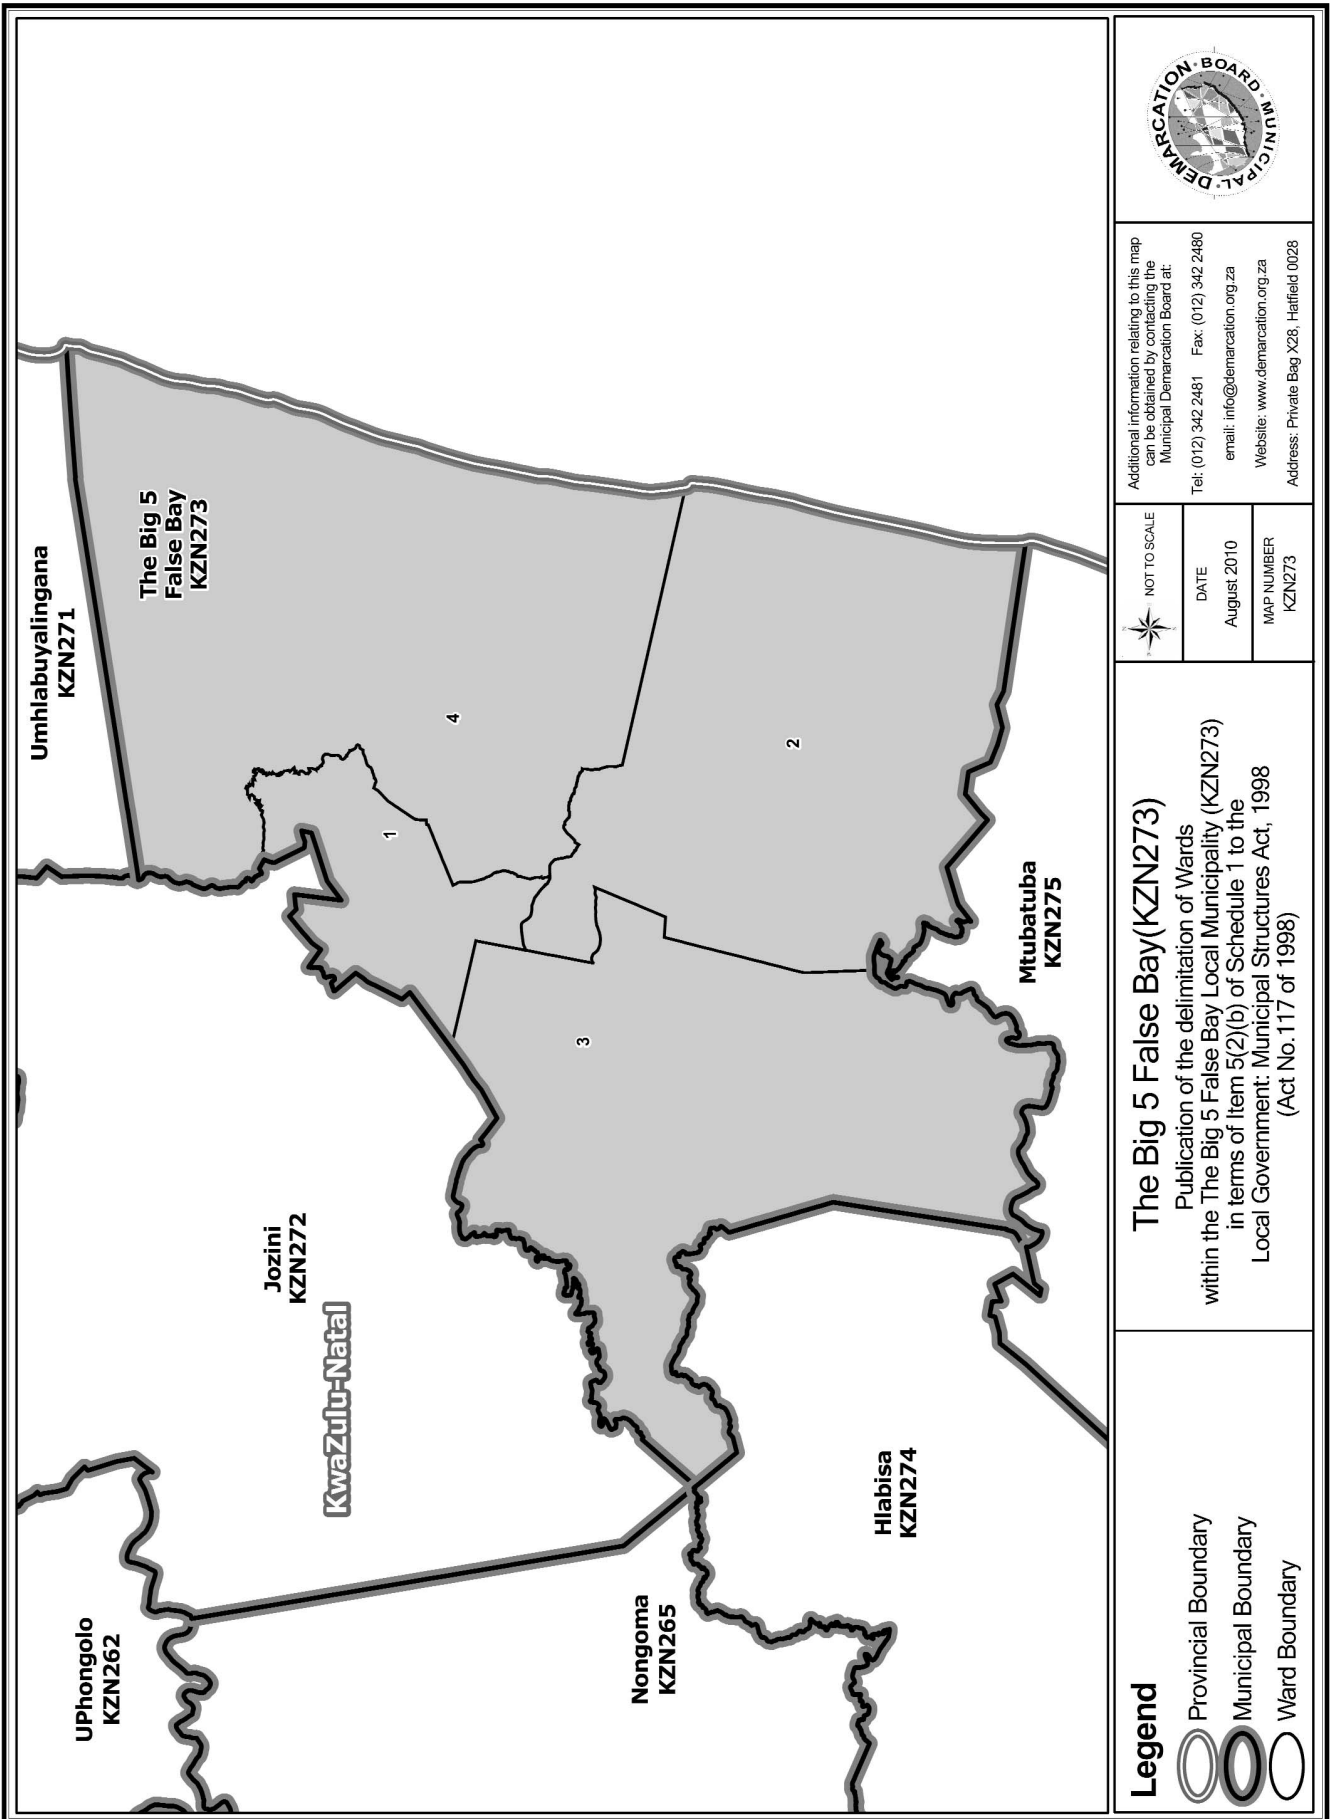 UPhongolo
KZN262
Nongoma
KZN265
Jozini
KZN272
KwaZulu-Natal
Hlabisa
KZN274
Umhlabuyalingana
KZN271
The Big 5
False Bay
KZN273
Mtubatuba
KZN275
1
2
3
4
Legend
Provincial Boundary
Municipal Boundary
Ward Boundary
The Big 5 False Bay(KZN273)
Publication of the delimitation of Wards
within the The Big 5 False Bay Local Municipality (KZN273)
in terms of Item 5(2)(b) of Schedule 1 to the
Local Government: Municipal Structures Act, 1998
(Act No.117 of 1998)
NOT TO SCALE
DATE
August 2010
MAP NUMBER
KZN273
Additional information relating to this map
can be obtained by contacting the
Municipal Demarcation Board at:
Tel: (012) 342 2481 Fax: (012) 342 2480
email: info@demarcation.org.za
Website: www.demarcation.org.za
Address: Private Bag X28, Hatfield 0028
MUNICIPAL • DEMARCATION • BOARD •